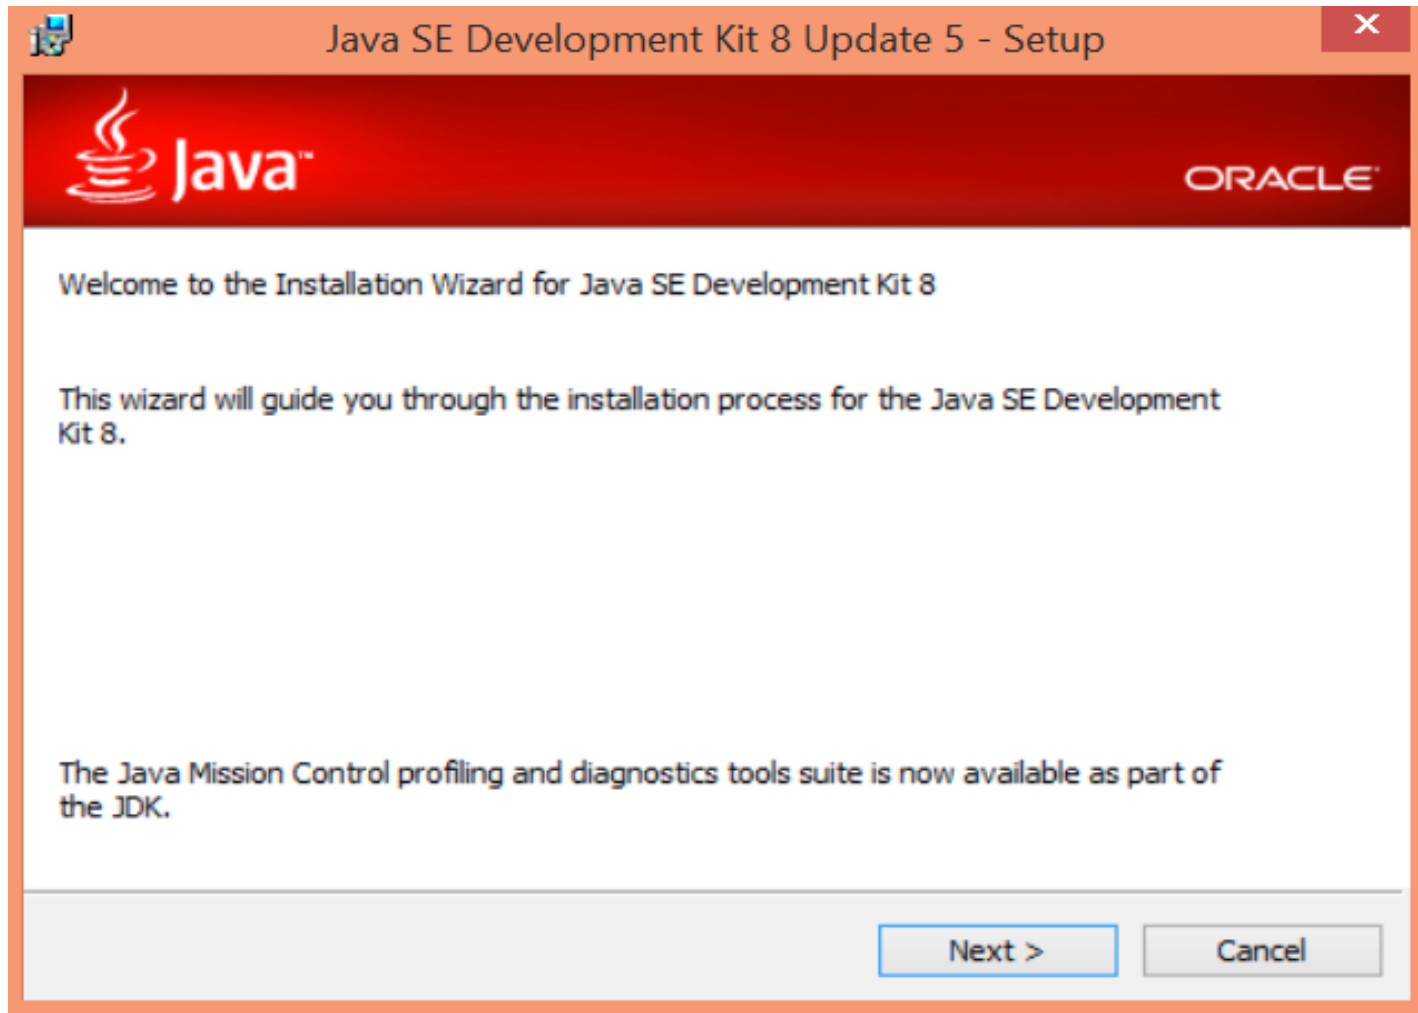 Java SE Development Kit 8 Update 5 - Setup
Java™
ORACLE
Welcome to the Installation Wizard for Java SE Development Kit 8
This wizard will guide you through the installation process for the Java SE Development
Kit 8.
The Java Mission Control profiling and diagnostics tools suite is now available as part of
the JDK.
Next >
Cancel